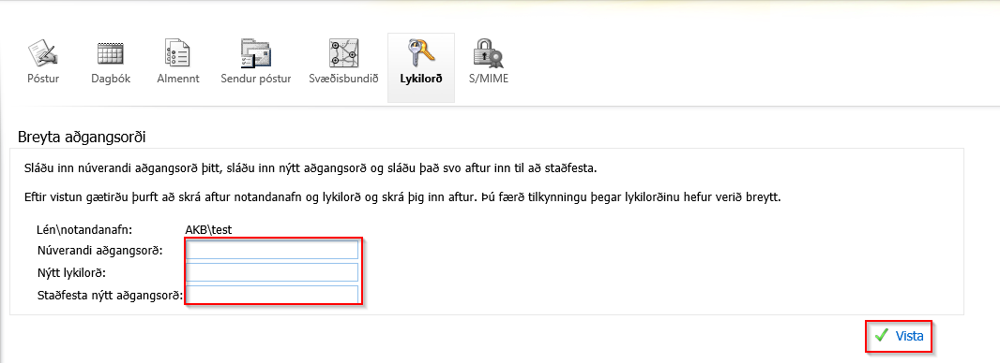 Póstur Dagbók Almennt Sendur póstur Svæðisbundið Lykilorð S/MIME
Breyta aðgangsorði
Sláðu inn núverandi aðgangsorð þitt, sláðu inn nýtt aðgangsorð og sláðu það svo aftur inn til að staðfesta.
Eftir vistun gætirðu þurft að skrá aftur notandanafn og lykilorð og skrá þig inn aftur. Þú færð tilkynningu þegar lykilorðinu hefur verið breytt.
Lén\notandanafn: AKB\test
Núverandi aðgangsorð:
Nýtt lykilorð:
Staðfesta nýtt aðgangsorð:
Vista